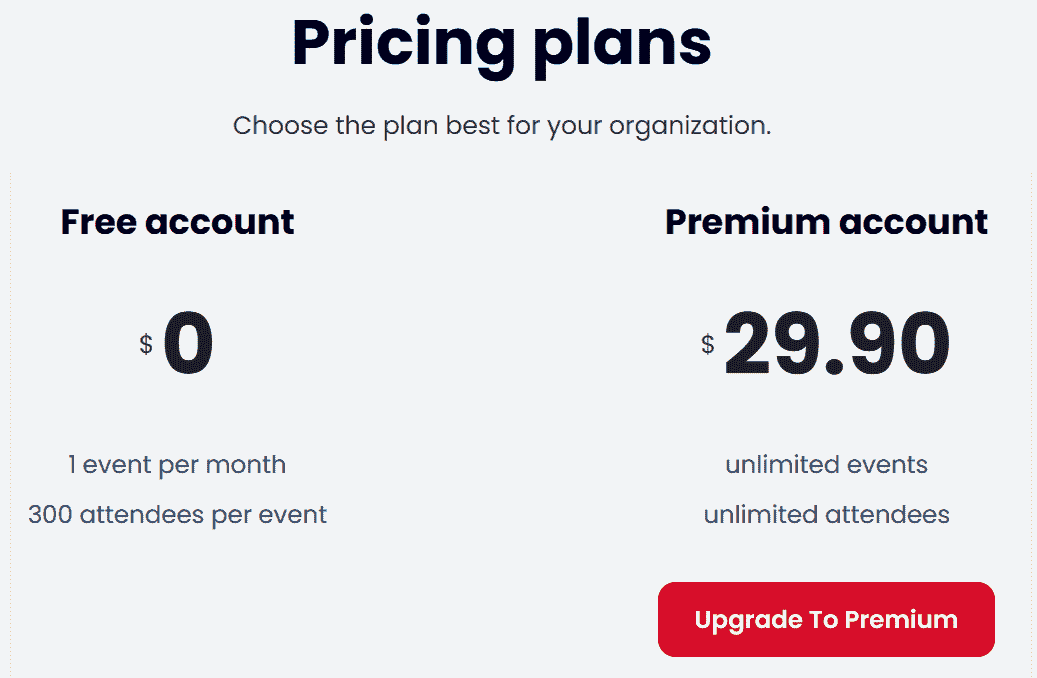 Pricing plans
Choose the plan best for your organization.
Free account
$ 0
1 event per month
300 attendees per event
Premium account
$ 29.90
unlimited events
unlimited attendees
Upgrade To Premium